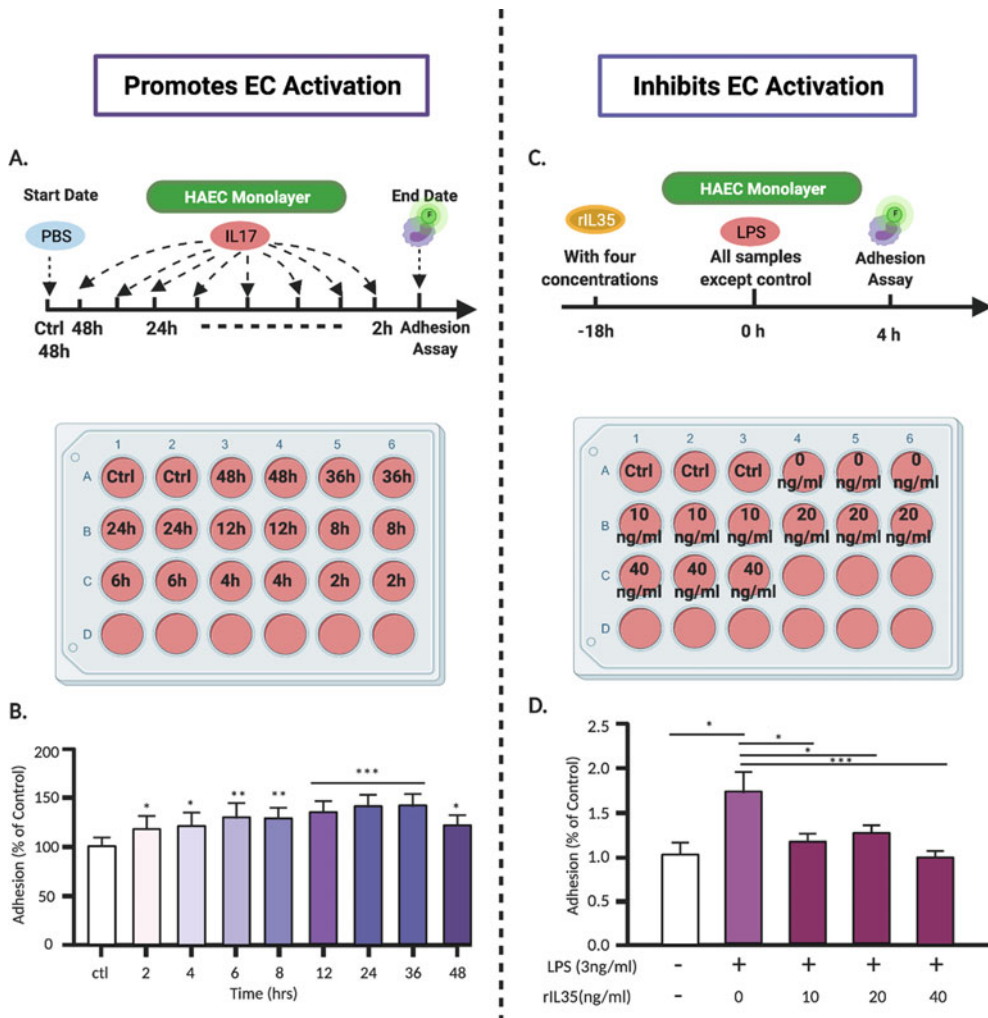 Promotes EC Activation
A.
Start Date
HAEC Monolayer
End Date
PBS
IL17
F
Ctrl 48h
24h
2h
Adhesion
48h
Assay
1 2 3 4 5 6
A Ctrl Ctrl 48h 48h 36h 36h
B 24h 24h 12h 12h 8h 8h
C 6h 6h 4h 4h 2h 2h
D
B.
Adhesion (% of Control)
200
150
100
50
0
* * ** ** *** *
ctl 2 4 6 8 12 24 36 48
Time (hrs)
Inhibits EC Activation
C.
HAEC Monolayer
rIL35
LPS
F
With four
concentrations
All samples
except control
Adhesion
Assay
-18h
0 h
4 h
1 2 3 4 5 6
A Ctrl Ctrl Ctrl 0 0 0
ng/ml ng/ml ng/ml
B 10 10 10 20 20 20
ng/ml ng/ml ng/ml ng/ml ng/ml ng/ml
C 40 40 40
ng/ml ng/ml ng/ml
D
D.
Adhesion (% of Control)
2.5
2.0
1.5
1.0
0.5
0.0
*
*
*
***
LPS (3ng/ml) - + + + +
rIL35(ng/ml) - 0 10 20 40